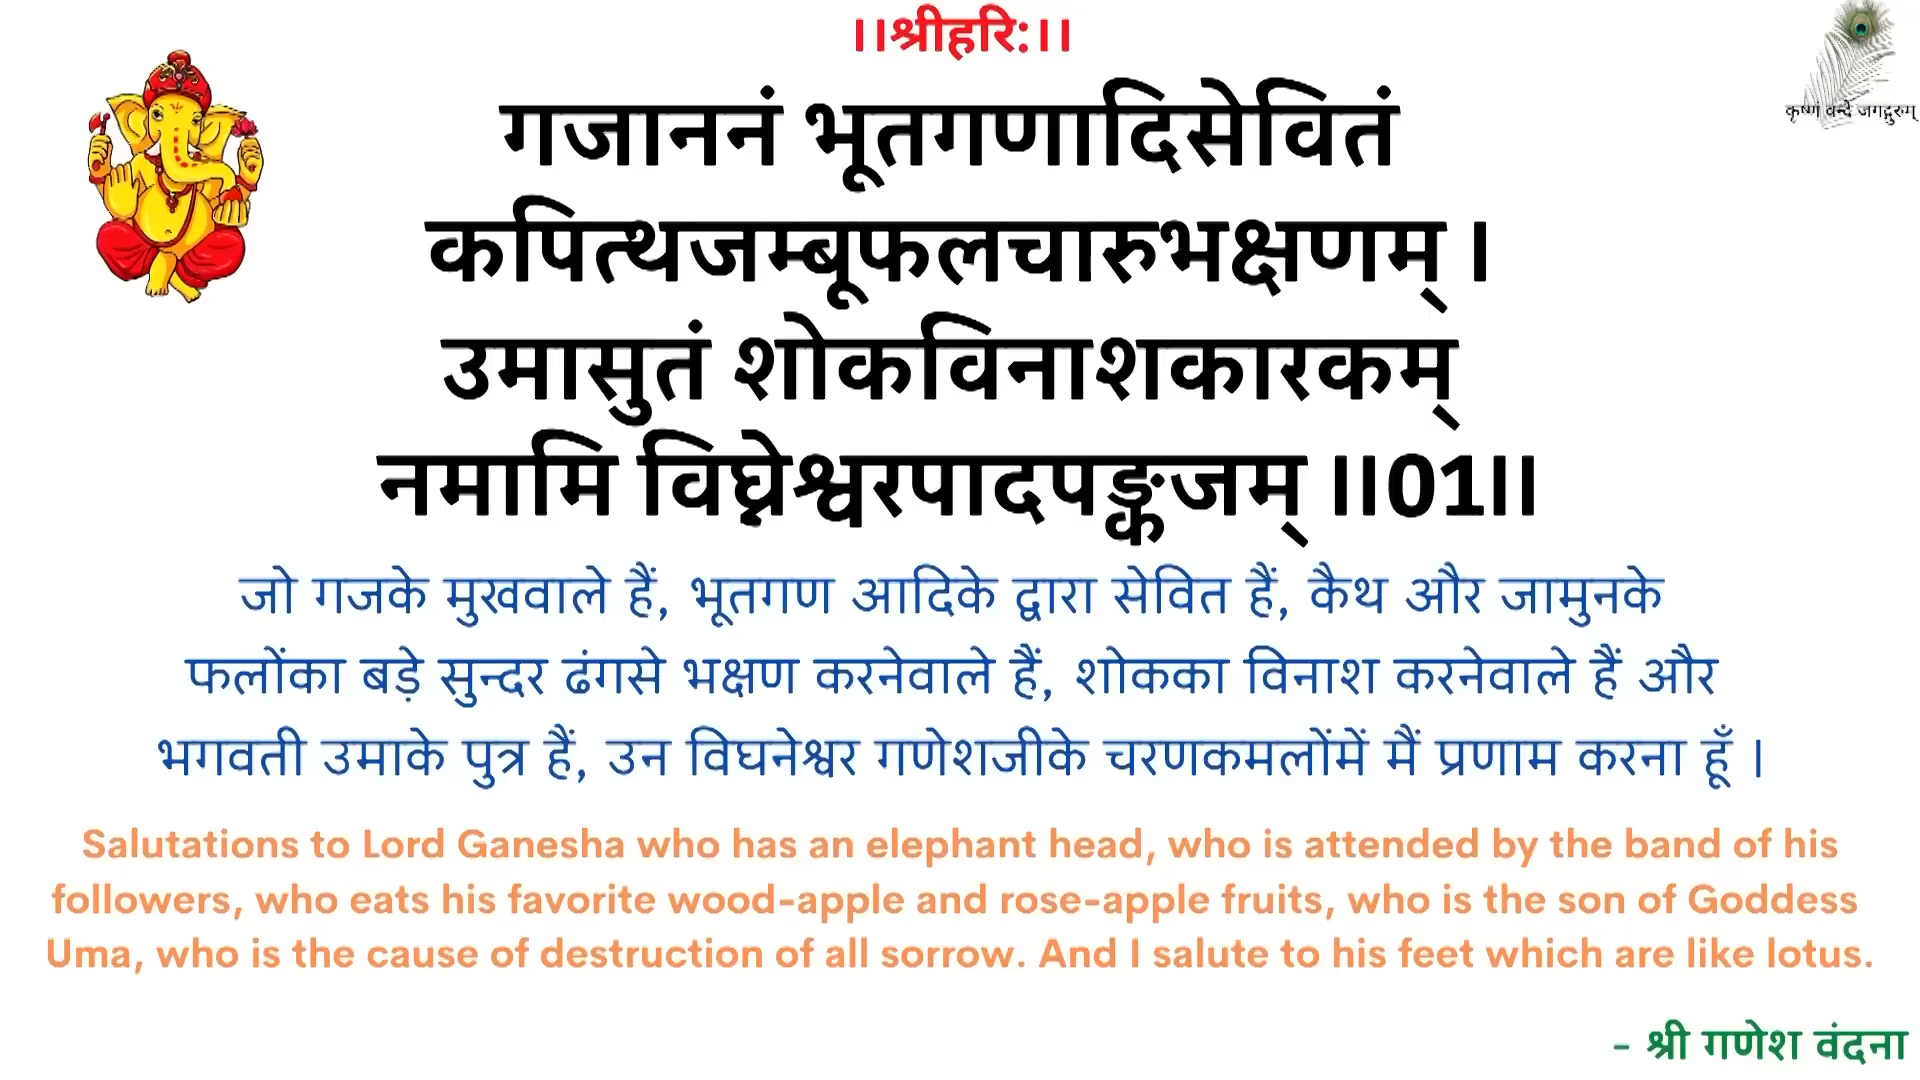 ।।श्रीहरि:।।
कृष्णं वन्दे जगद्गुरुम्
गजाननं भूतगणादिसेवितं
कपित्थजम्बूफलचारुभक्षणम् ।
उमासुतं शोकविनाशकारकम्
नमामि विघ्नेश्वरपादपङ्कजम् ।।01।।
जो गजके मुखवाले हैं, भूतगण आदिके द्वारा सेवित हैं, कैथ और जामुनके
फलोंका बड़े सुन्दर ढंगसे भक्षण करनेवाले हैं, शोकका विनाश करनेवाले हैं और
भगवती उमाके पुत्र हैं, उन विघनेश्वर गणेशजीके चरणकमलोंमें मैं प्रणाम करना हूँ ।
Salutations to Lord Ganesha who has an elephant head, who is attended by the band of his
followers, who eats his favorite wood-apple and rose-apple fruits, who is the son of Goddess
Uma, who is the cause of destruction of all sorrow. And I salute to his feet which are like lotus.
- श्री गणेश वंदना